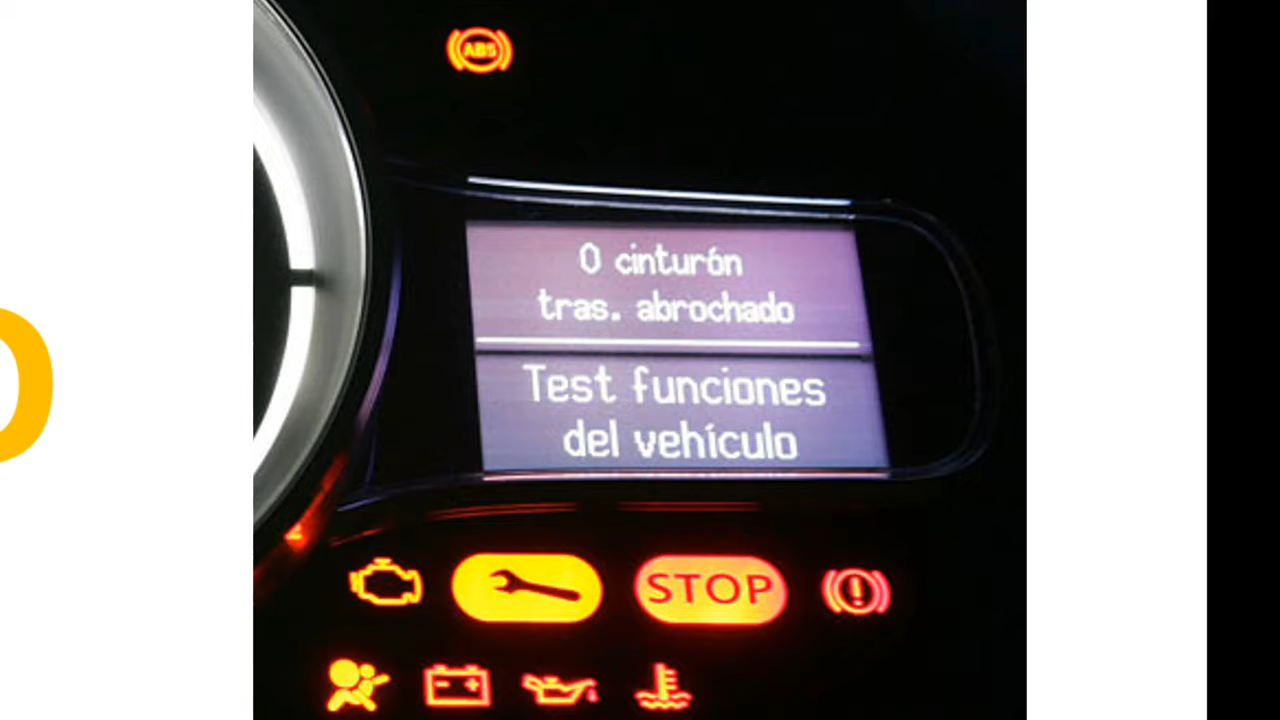 ABS
0 cinturón
tras. abrochado
Test funciones
del vehículo
STOP